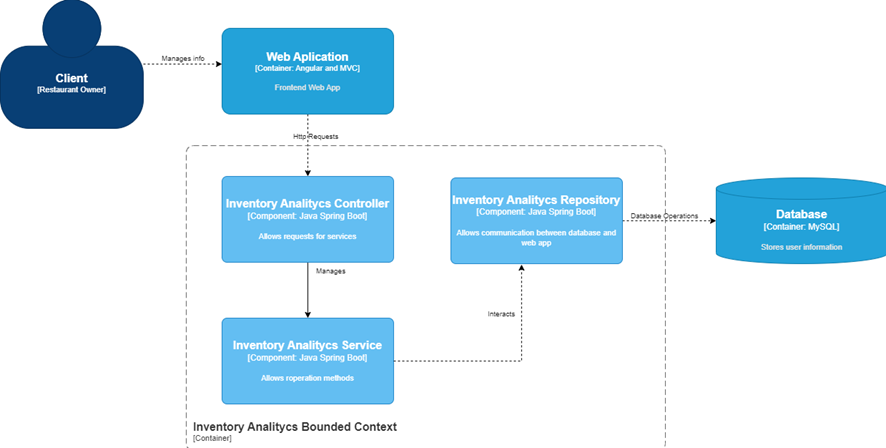 Client
[Restaurant Owner]
Manages info
Web Aplication
[Container: Angular and MVC]
Frontend Web App
Http Requests
Inventory Analitycs Controller
[Component: Java Spring Boot]
Allows requests for services
Inventory Analitycs Repository
[Component: Java Spring Boot]
Allows communication between database and
web app
Database Operations
Database
[Container: MySQL]
Stores user information
Manages
Interacts
Inventory Analitycs Service
[Component: Java Spring Boot]
Allows roperation methods
Inventory Analitycs Bounded Context
[Container]